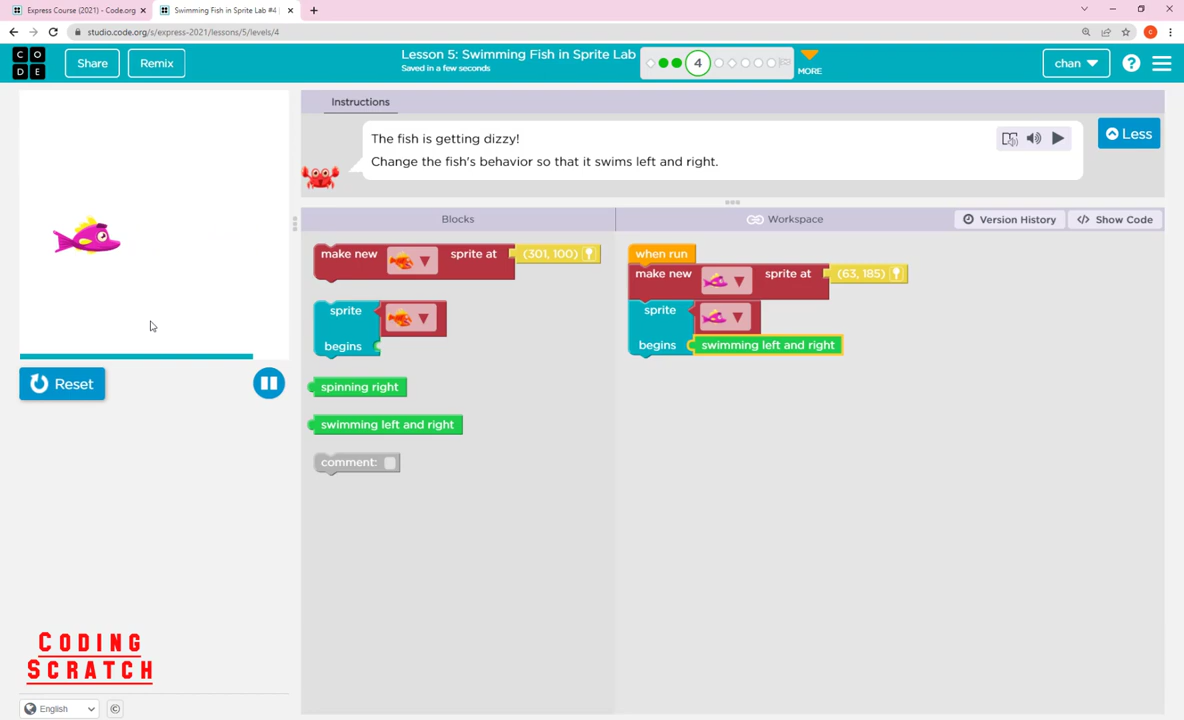 Express Course (2021) - Code.org
Swimming Fish in Sprite Lab #4
studio.code.org/s/express-2021/lessons/5/levels/4
C O
D E
Share
Remix
Lesson 5: Swimming Fish in Sprite Lab
Saved in a few seconds
4
MORE
chan
?
Instructions
The fish is getting dizzy!
Change the fish's behavior so that it swims left and right.
Less
Blocks
Workspace
Version History
</> Show Code
make new
sprite at
(301, 100)
sprite
begins
spinning right
swimming left and right
comment:
when run
make new
sprite at
(63, 185)
sprite
begins
swimming left and right
Reset
CODING
SCRATCH
English
©